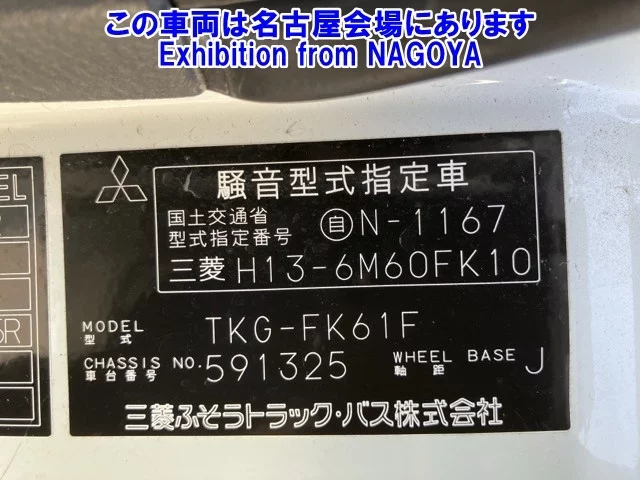 この車両は名古屋会場にあります
Exhibition from NAGOYA
騒音型式指定車
国土交通省
型式指定番号 自N-1167
三菱 H13-6M60FK10
MODEL
型式 TKG-FK61F
CHASSIS NO.
車台番号 591325
WHEEL BASE
軸距 J
三菱ふそうトラック・バス株式会社